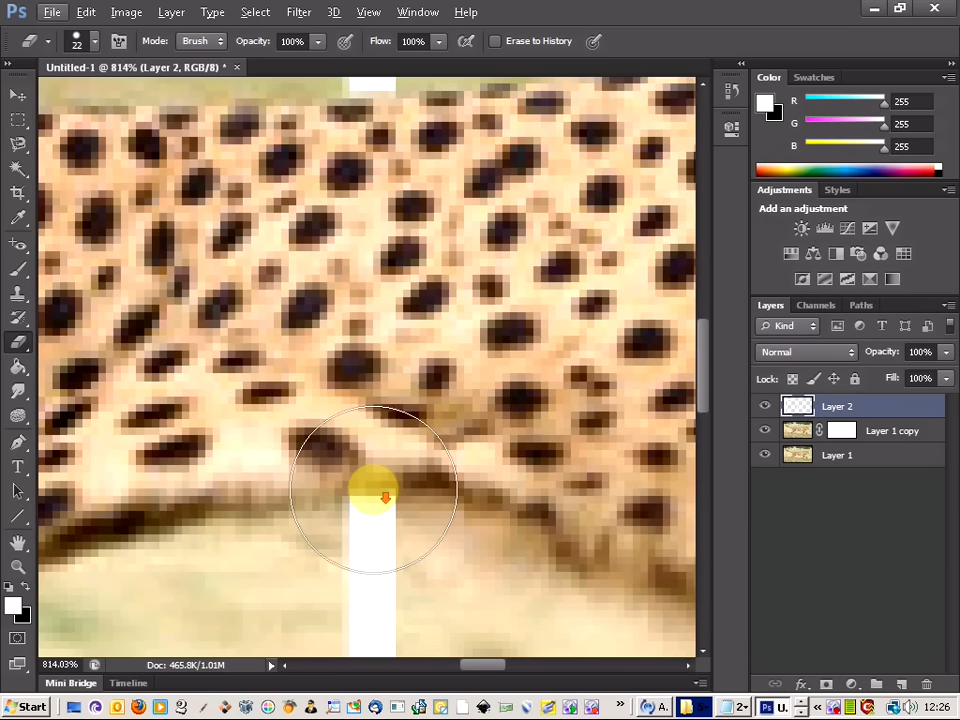 Ps File Edit Image Layer Type Select Filter 3D View Window Help
22 Mode: Brush Opacity: 100% Flow: 100% Erase to History
Untitled-1 @ 814% (Layer 2, RGB/8) * ×
Color Swatches
R 255
G 255
B 255
Adjustments Styles
Add an adjustment
Layers Channels Paths
Kind
Normal Opacity: 100%
Lock: Fill: 100%
Layer 2
Layer 1 copy
Layer 1
814.03% Doc: 465.8K/1.01M
Mini Bridge Timeline
Start A. S- 2- Ps U. 12:26